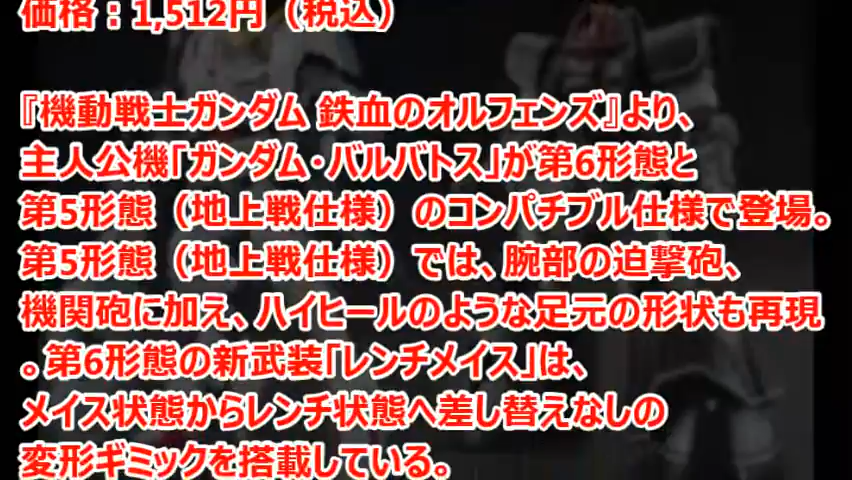 価格：1,512円（税込）
『機動戦士ガンダム 鉄血のオルフェンズ』より、
主人公機「ガンダム・バルバトス」が第6形態と
第5形態（地上戦仕様）のコンパチブル仕様で登場。
第5形態（地上戦仕様）では、腕部の迫撃砲、
機関砲に加え、ハイヒールのような足元の形状も再現
。第6形態の新武装「レンチメイス」は、
メイス状態からレンチ状態へ差し替えなしの
変形ギミックを搭載している。